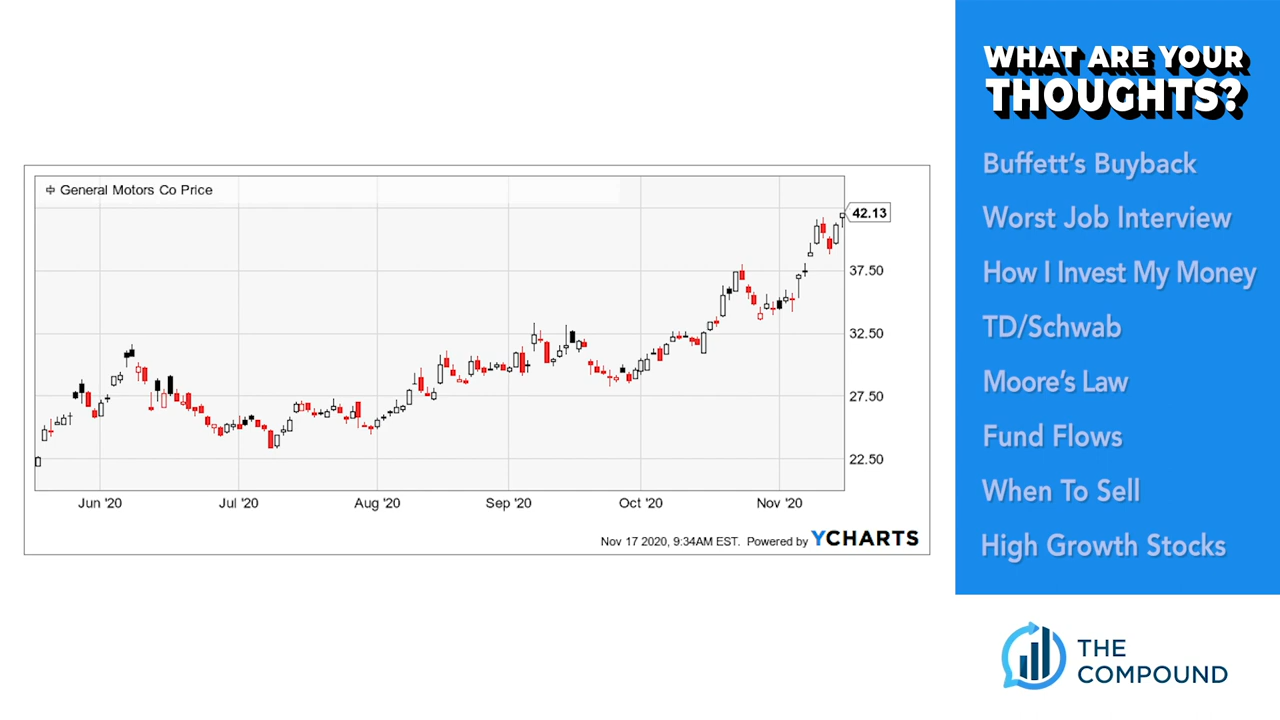 General Motors Co Price
42.13
37.50
32.50
27.50
22.50
Jun '20 Jul '20 Aug '20 Sep '20 Oct '20 Nov '20
Nov 17 2020, 9:34AM EST. Powered by YCHARTS
WHAT ARE YOUR
THOUGHTS?
Buffett's Buyback
Worst Job Interview
How I Invest My Money
TD/Schwab
Moore's Law
Fund Flows
When To Sell
High Growth Stocks
THE
COMPOUND